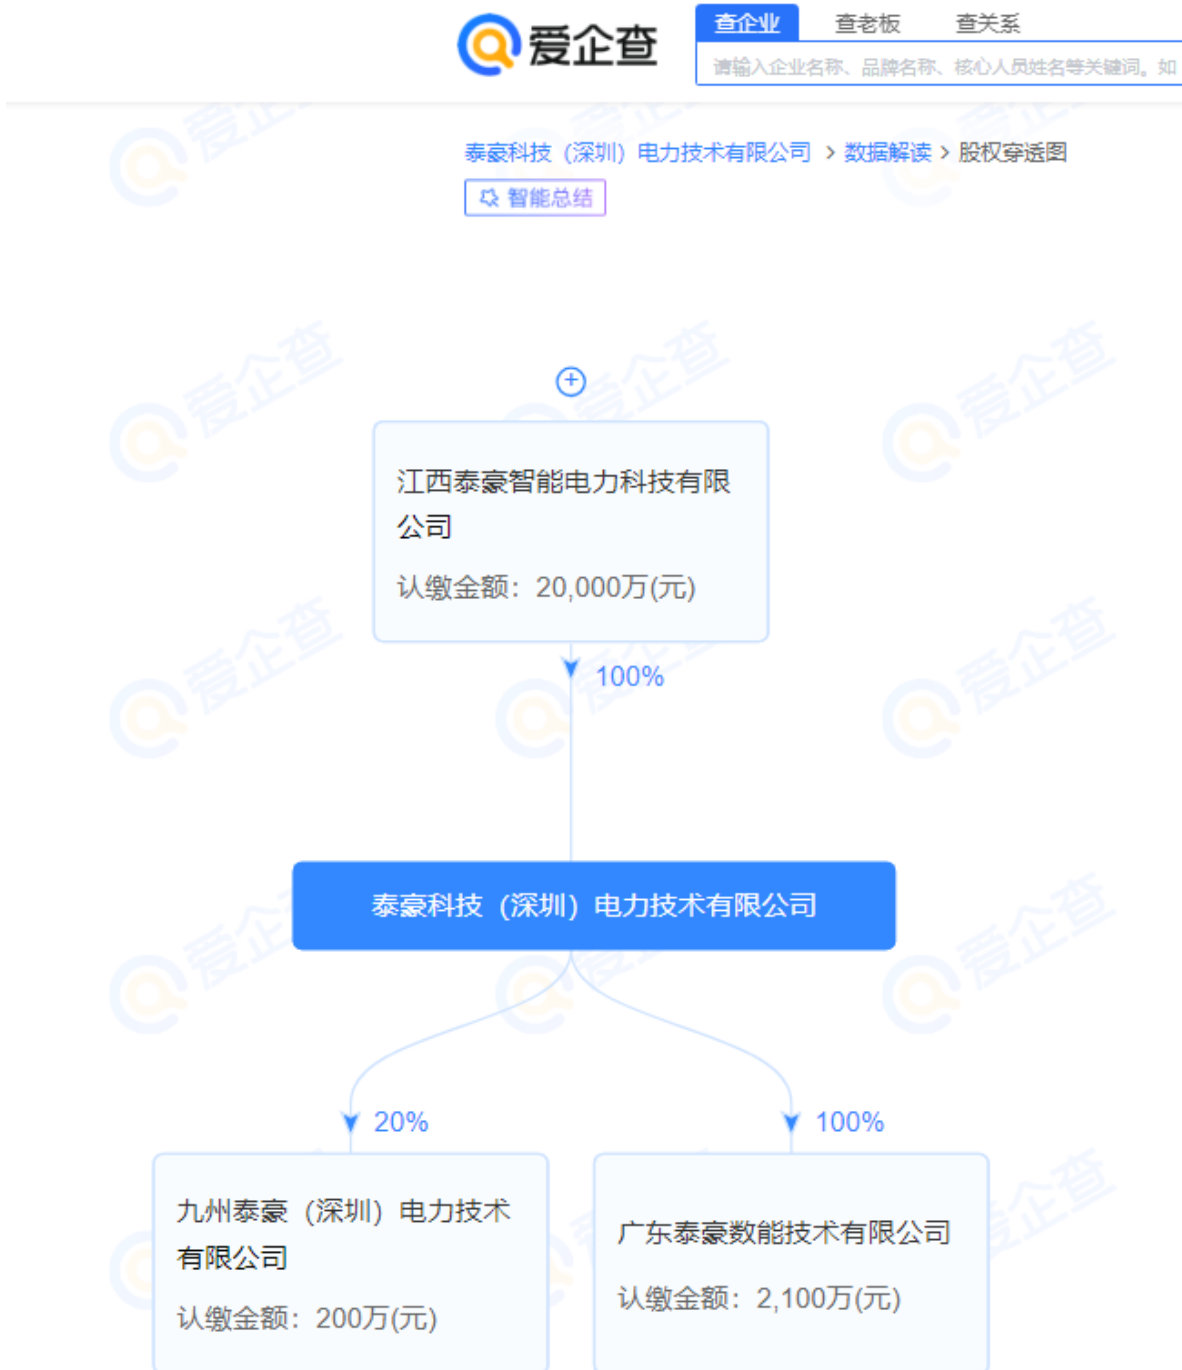 爱企查
查企业 查老板 查关系
请输入企业名称、品牌名称、核心人员姓名等关键词。如
泰豪科技（深圳）电力技术有限公司 > 数据解读 > 股权穿透图
智能总结
江西泰豪智能电力科技有限
公司
认缴金额：20,000万(元)
100%
泰豪科技（深圳）电力技术有限公司
20%
100%
九州泰豪（深圳）电力技术
有限公司
认缴金额：200万(元)
广东泰豪数能技术有限公司
认缴金额：2,100万(元)